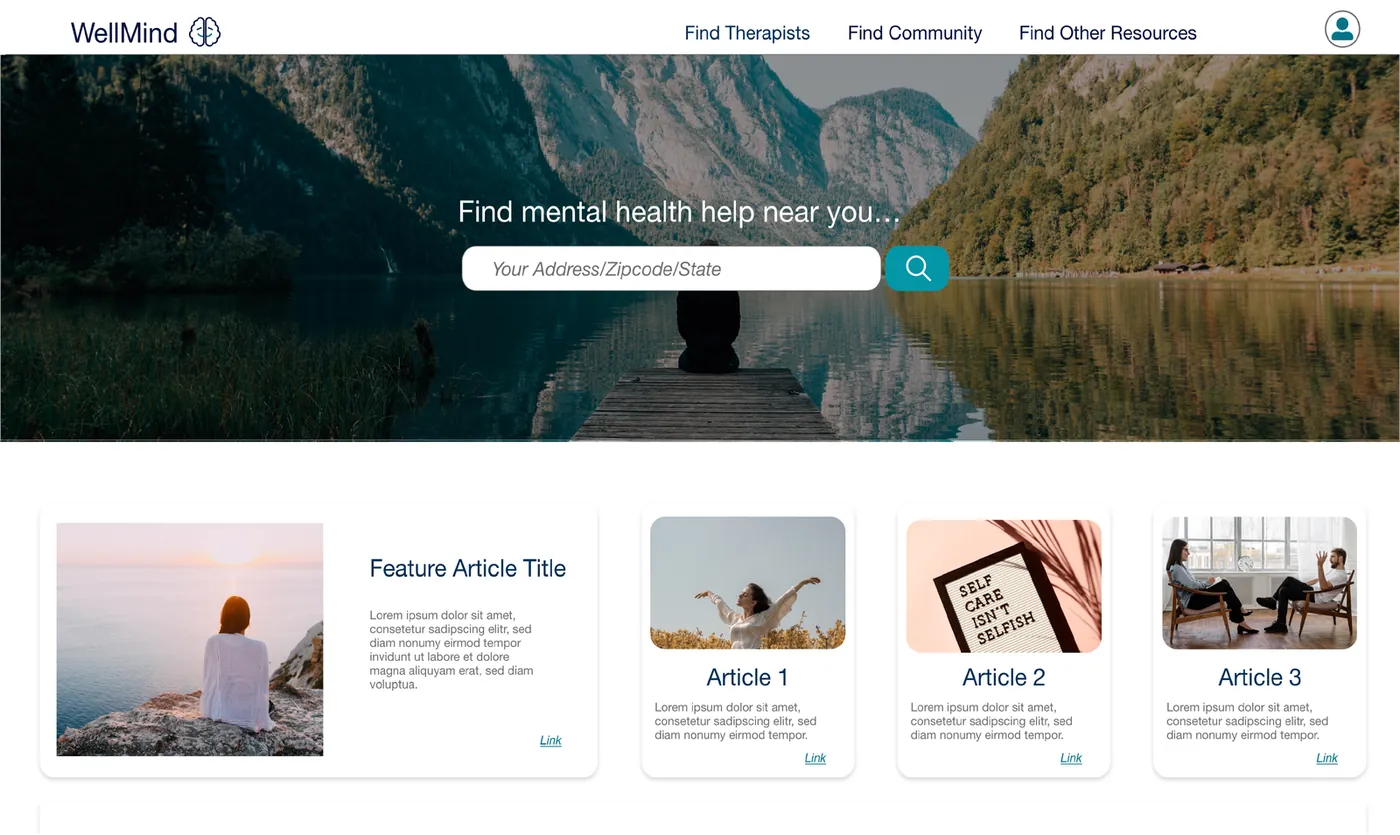 WellMind
Find Therapists
Find Community
Find Other Resources
Find mental health help near you...
Your Address/Zipcode/State
Feature Article Title
Lorem ipsum dolor sit amet,
consetetur sadipscing elitr, sed
diam nonumy eirmod tempor
invidunt ut labore et dolore
magna aliquyam erat, sed diam
voluptua.
Link
SELF
CARE
ISN'T
SELFISH
Article 1
Lorem ipsum dolor sit amet,
consetetur sadipscing elitr, sed
diam nonumy eirmod tempor.
Link
Article 2
Lorem ipsum dolor sit amet,
consetetur sadipscing elitr, sed
diam nonumy eirmod tempor.
Link
Article 3
Lorem ipsum dolor sit amet,
consetetur sadipscing elitr, sed
diam nonumy eirmod tempor.
Link